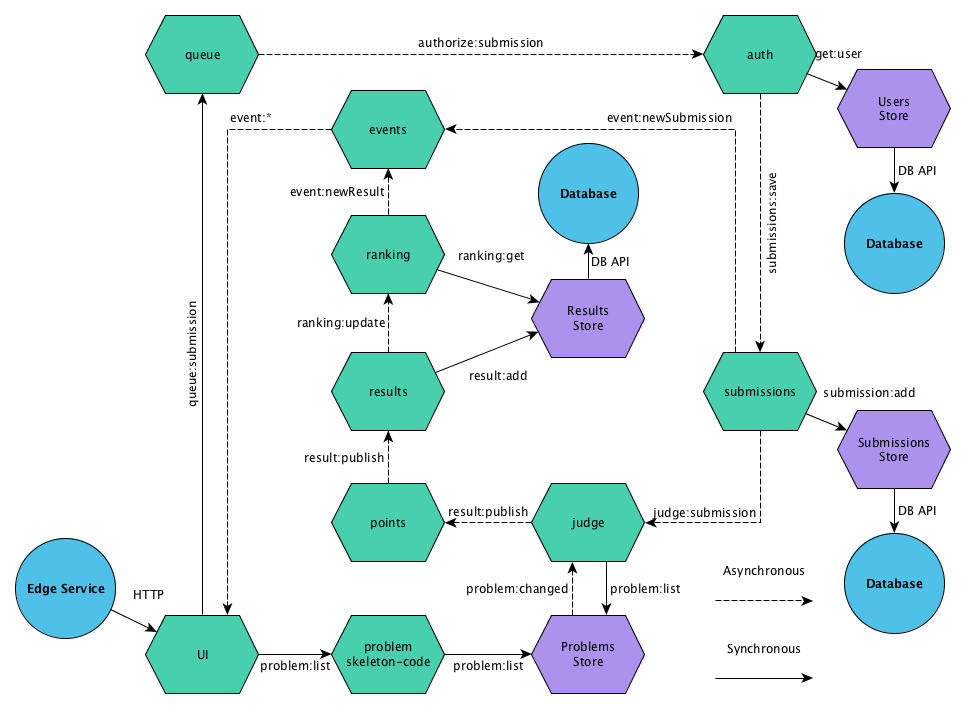 queue
authorize:submission
auth
get:user
Users
Store
event:*
events
event:newSubmission
DB API
event:newResult
Database
submissions:save
Database
ranking
ranking:get
DB API
Results
Store
ranking:update
queue:submission
results
result:add
submissions
submission:add
Submissions
Store
result:publish
points
result:publish
judge
judge:submission
DB API
Edge Service
HTTP
problem:changed
problem:list
Asynchronous
Database
UI
problem:list
problem
skeleton-code
problem:list
Problems
Store
Synchronous